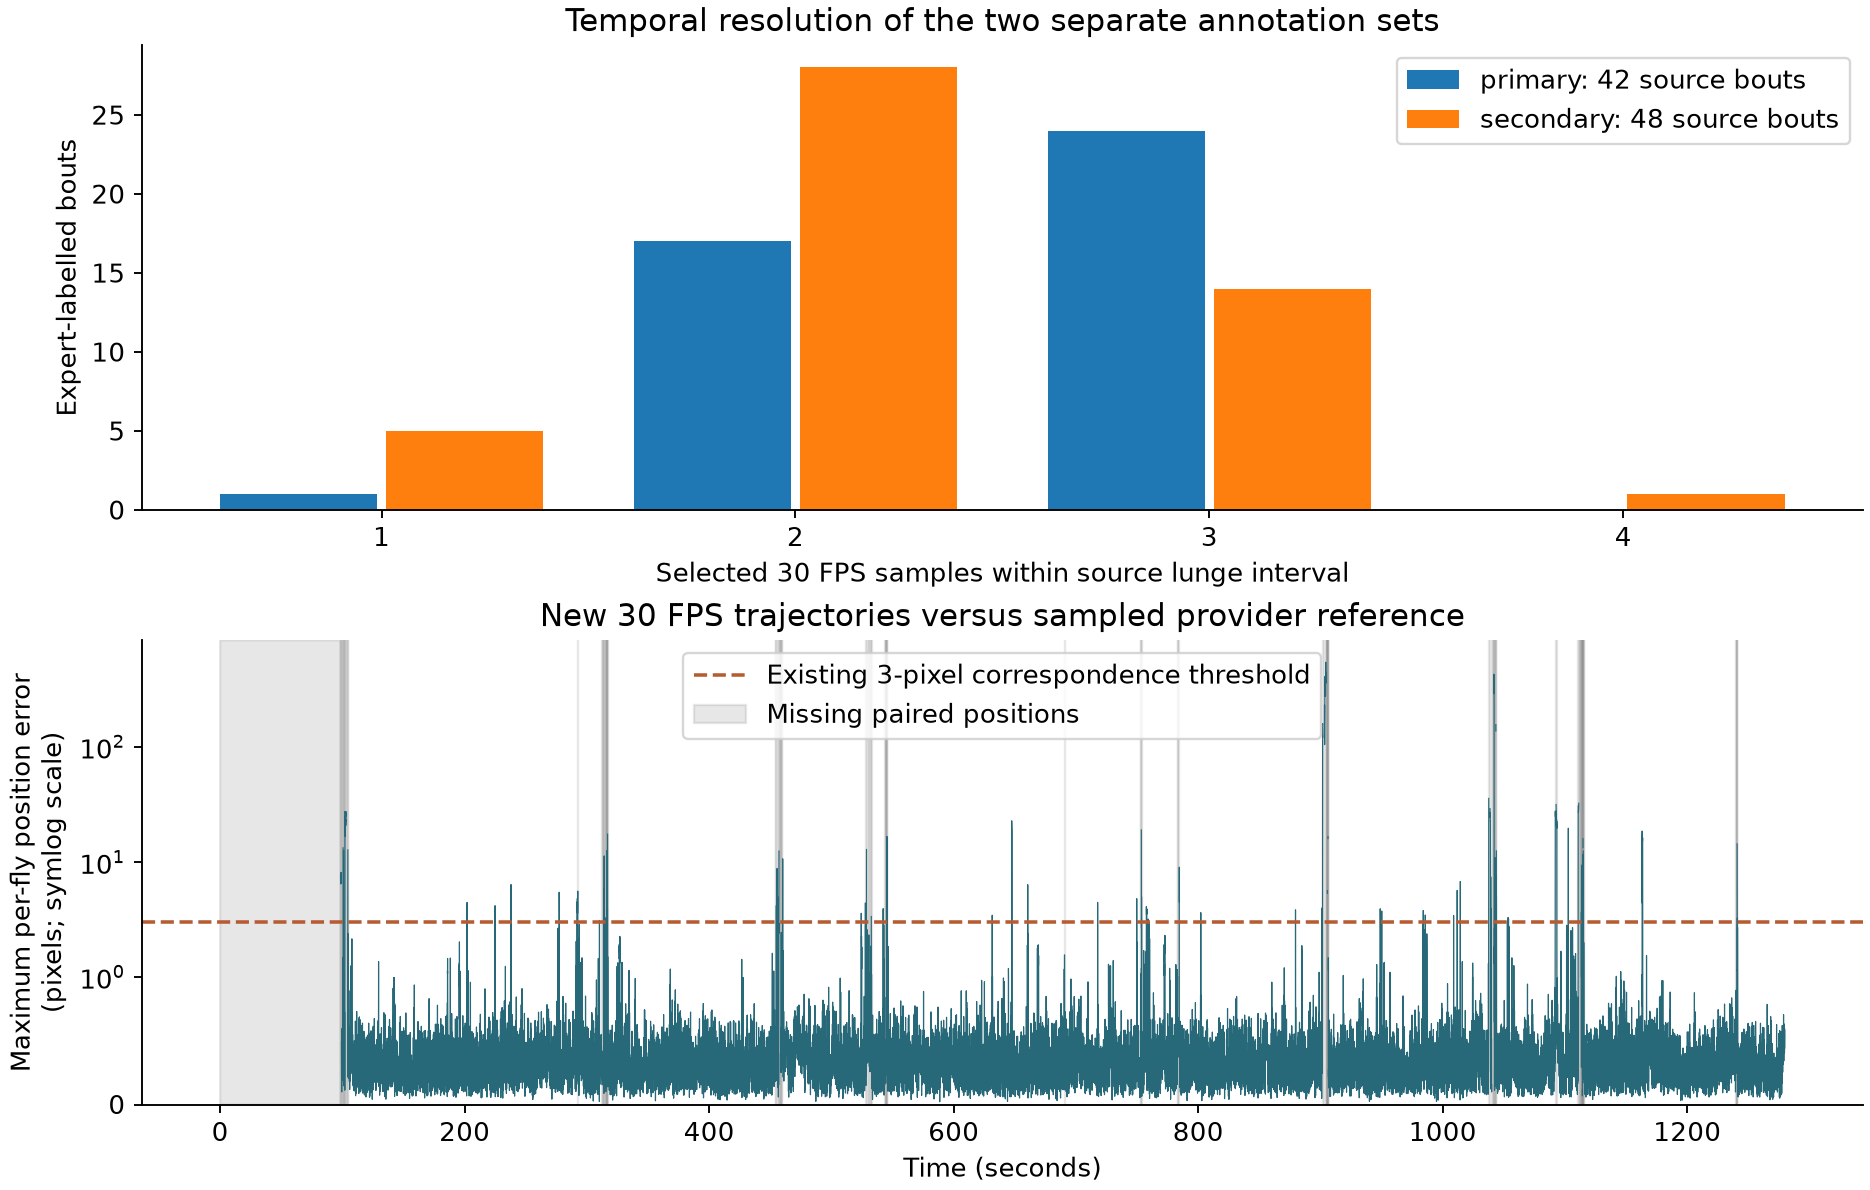 Temporal resolution of the two separate annotation sets
Expert-labelled bouts
25
20
15
10
5
0
primary: 42 source bouts
secondary: 48 source bouts
1 2 3 4
Selected 30 FPS samples within source lunge interval
New 30 FPS trajectories versus sampled provider reference
Maximum per-fly position error
(pixels; symlog scale)
10²
10¹
10⁰
0
Existing 3-pixel correspondence threshold
Missing paired positions
0 200 400 600 800 1000 1200
Time (seconds)